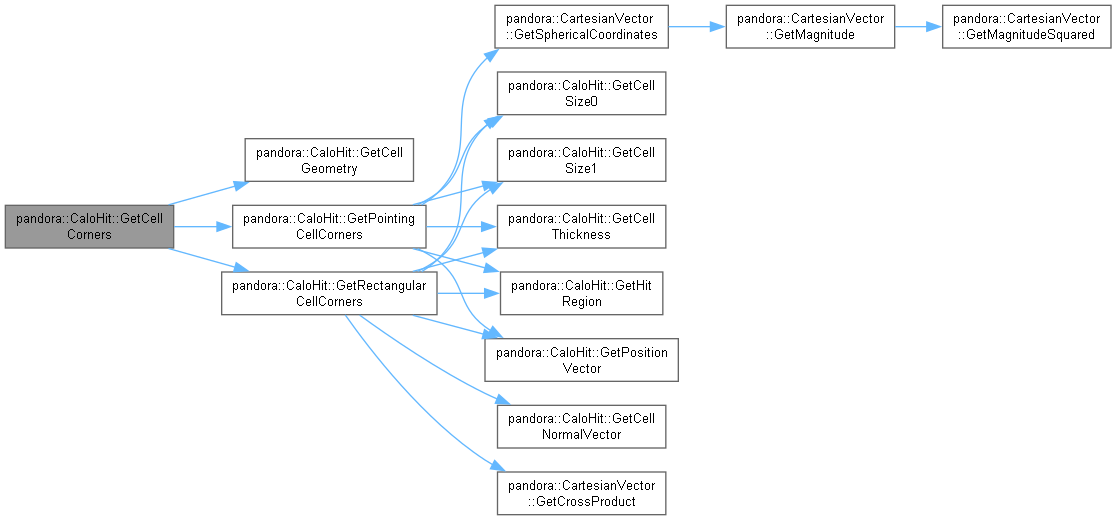 pandora::CaloHit::GetCell
Corners
pandora::CaloHit::GetCell
Geometry
pandora::CaloHit::GetPointing
CellCorners
pandora::CaloHit::GetRectangular
CellCorners
pandora::CartesianVector
::GetSphericalCoordinates
pandora::CaloHit::GetCell
Size0
pandora::CaloHit::GetCell
Size1
pandora::CaloHit::GetCell
Thickness
pandora::CaloHit::GetHit
Region
pandora::CaloHit::GetPosition
Vector
pandora::CaloHit::GetCell
NormalVector
pandora::CartesianVector
::GetCrossProduct
pandora::CartesianVector
::GetMagnitude
pandora::CartesianVector
::GetMagnitudeSquared